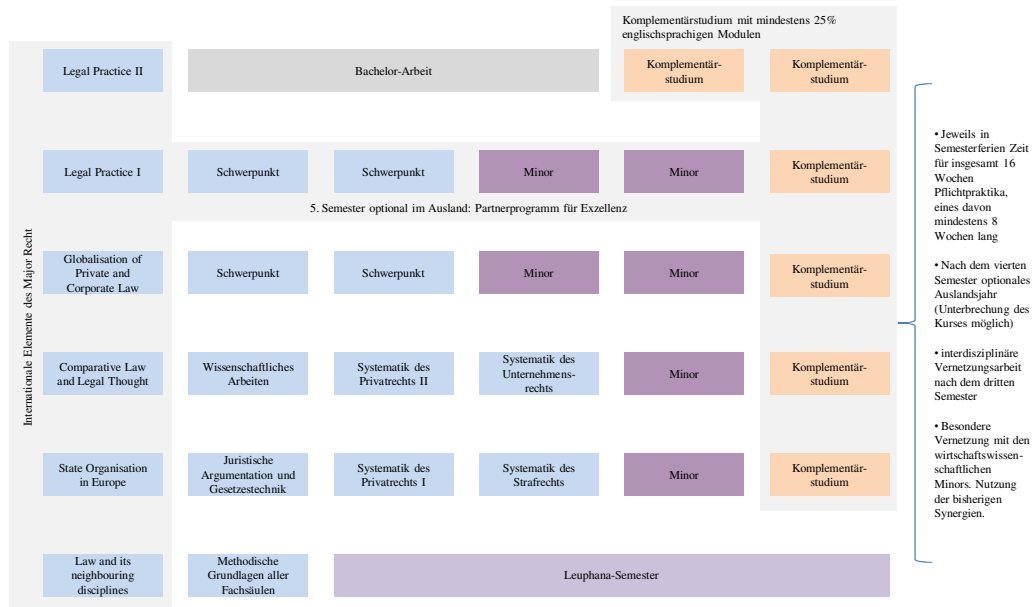 Komplementärstudium mit mindestens 25%
englischsprachigen Modulen
Internationale Elemente des Major Recht
Legal Practice II
Bachelor-Arbeit
Komplementär-
studium
Komplementär-
studium
Legal Practice I
Schwerpunkt
Schwerpunkt
Minor
Minor
Komplementär-
studium
5. Semester optional im Ausland: Partnerprogramm für Exzellenz
Globalisation of
Private and
Corporate Law
Schwerpunkt
Schwerpunkt
Minor
Minor
Komplementär-
studium
Comparative Law
and Legal Thought
Wissenschaftliches
Arbeiten
Systematik des
Privatrechts II
Systematik des
Unternehmens-
rechts
Minor
Komplementär-
studium
State Organisation
in Europe
Juristische
Argumentation und
Gesetzestechnik
Systematik des
Privatrechts I
Systematik des
Strafrechts
Minor
Komplementär-
studium
Law and its
neighbouring
disciplines
Methodische
Grundlagen aller
Fachsäulen
Leuphana-Semester
• Jeweils in
Semesterferien Zeit
für insgesamt 16
Wochen
Pflichtpraktika,
eines davon
mindestens 8
Wochen lang
• Nach dem vierten
Semester optionales
Auslandsjahr
(Unterbrechung des
Kurses möglich)
• interdisziplinäre
Vernetzungsarbeit
nach dem dritten
Semester
• Besondere
Vernetzung mit den
wirtschaftswissen-
schaftlichen
Minors. Nutzung
der bisherigen
Synergien.